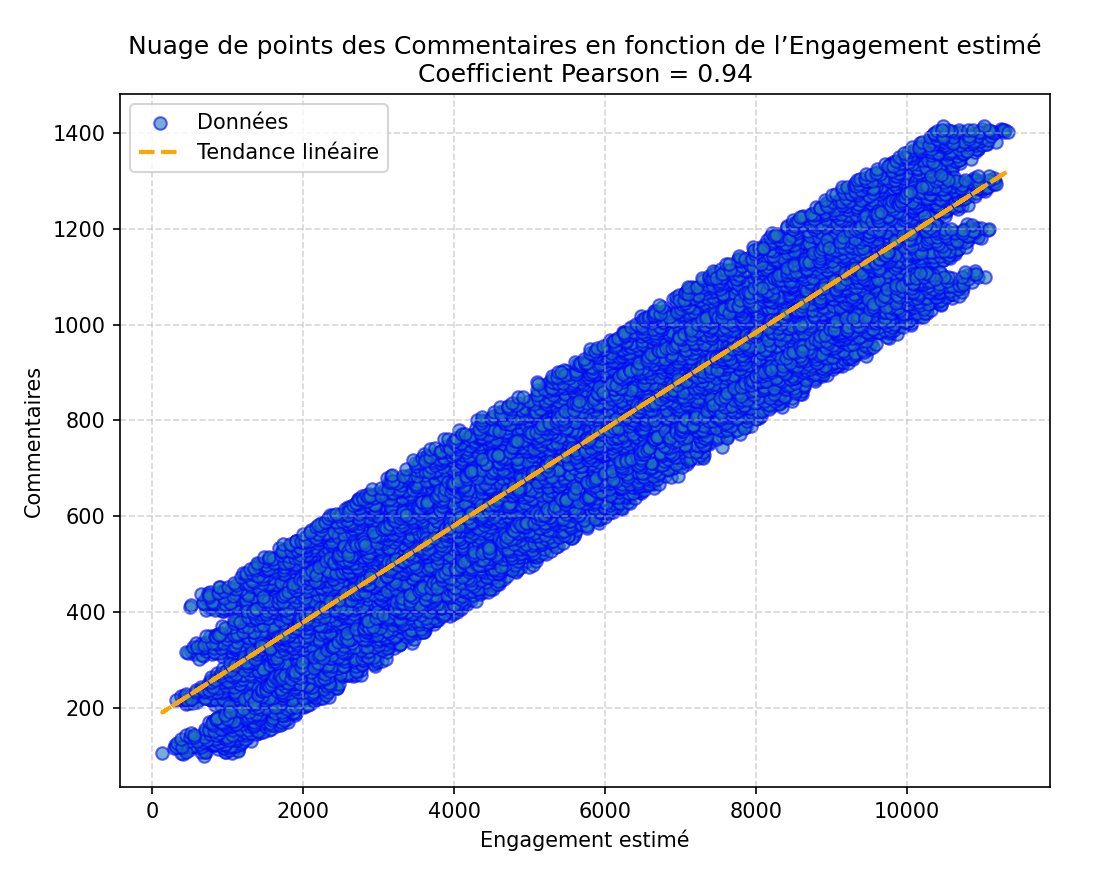 Nuage de points des Commentaires en fonction de l’Engagement estimé
Coefficient Pearson = 0.94
Données
Tendance linéaire
1400
1200
1000
800
600
400
200
Commentaires
0
2000
4000
6000
8000
10000
Engagement estimé